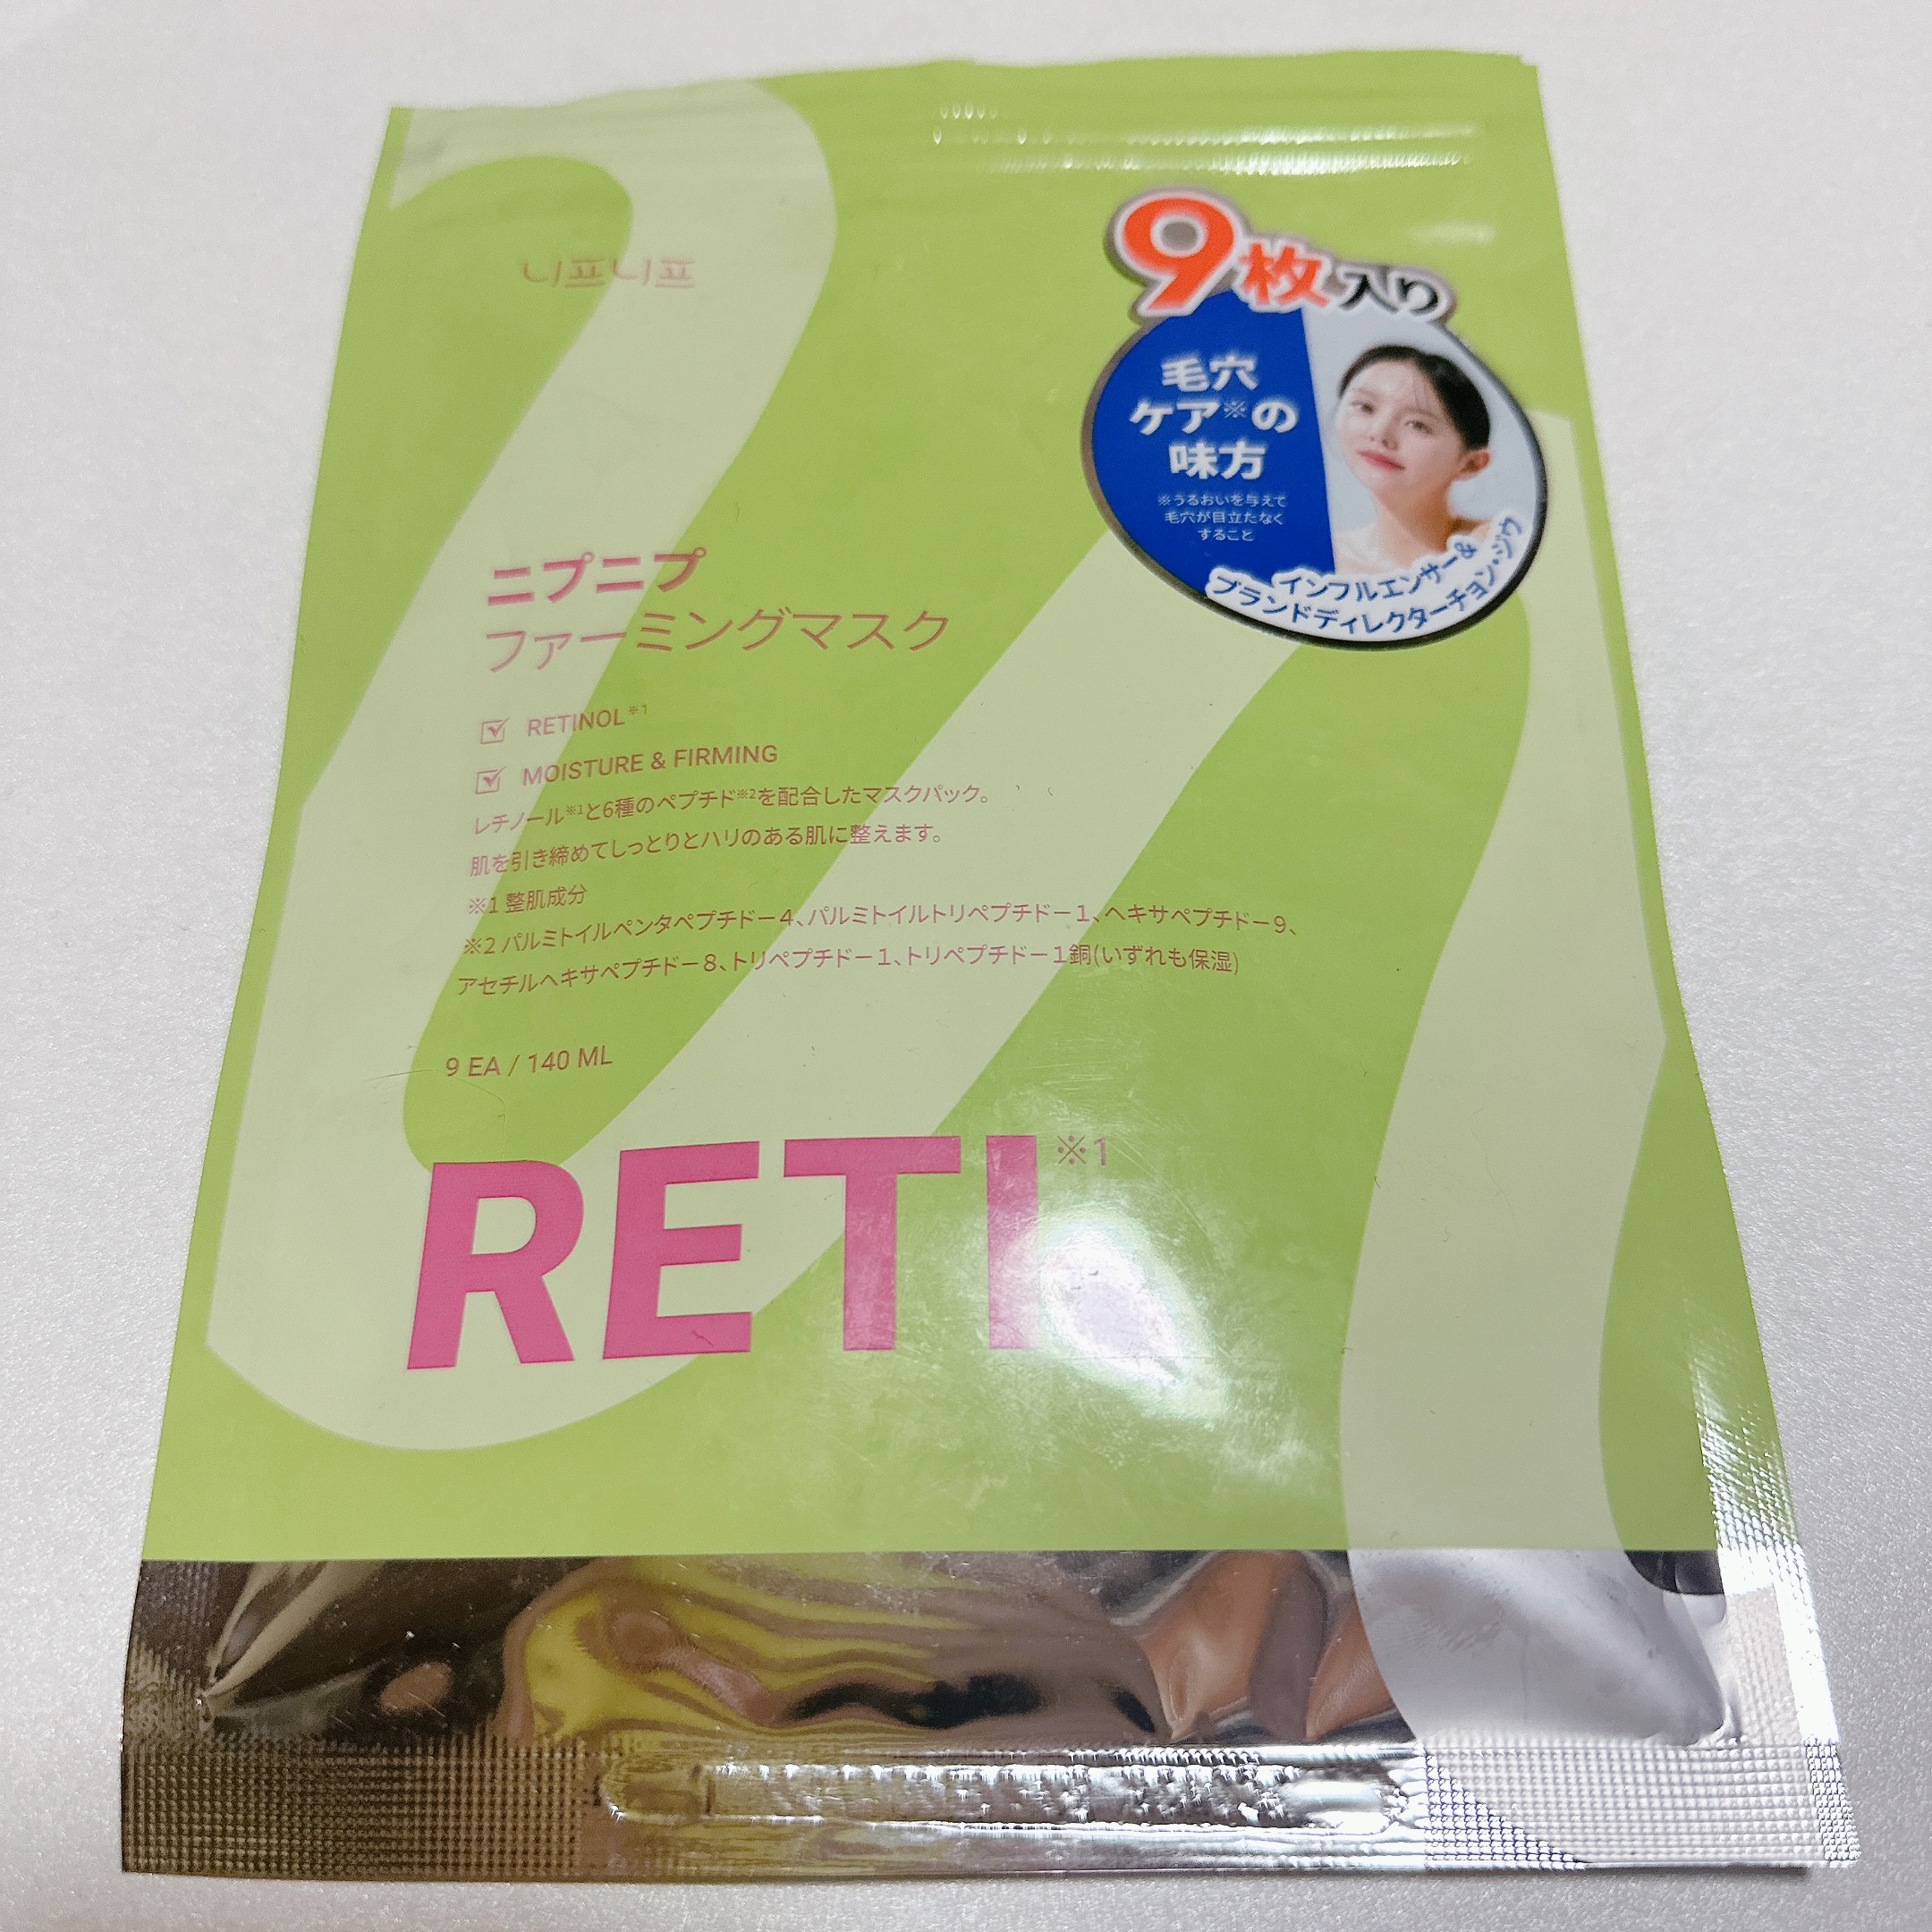 니프니프
9枚入り
毛穴
ケア※の
味方
※うるおいを与えて
毛穴が目立たなく
すること
インフルエンサー&
ブランドディレクターチョン・ジウ
ニプニプ
ファーミングマスク
RETINOL※1
MOISTURE & FIRMING
レチノール※1と6種のペプチド※2を配合したマスクパック。
肌を引き締めてしっとりとハリのある肌に整えます。
※1 整肌成分
※2 パルミトイルペンタペプチドー4、パルミトイルトリペプチドー1、ヘキサペプチドー9、
アセチルヘキサペプチドー8、トリペプチドー1、トリペプチドー1銅(いずれも保湿)
9 EA / 140 ML
RETI※1